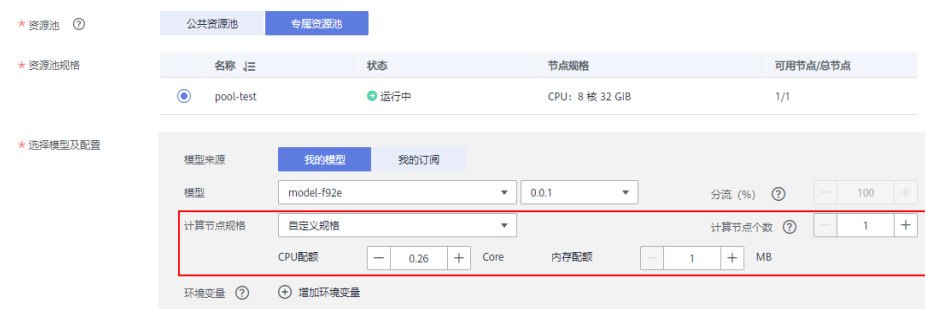 * 资源池 ? 公共资源池 专属资源池
* 资源池规格 名称 状态 节点规格 可用节点/总节点
pool-test 运行中 CPU：8 核 32 GiB 1/1
* 选择模型及配置
模型来源 我的模型 我的订阅
模型 model-f92e 0.0.1 分流（%） ? — 100 +
计算节点规格 自定义规格 计算节点个数 ? — 1 +
CPU配额 — 0.26 + Core 内存配额 — 1 + MB
环境变量 ? + 增加环境变量